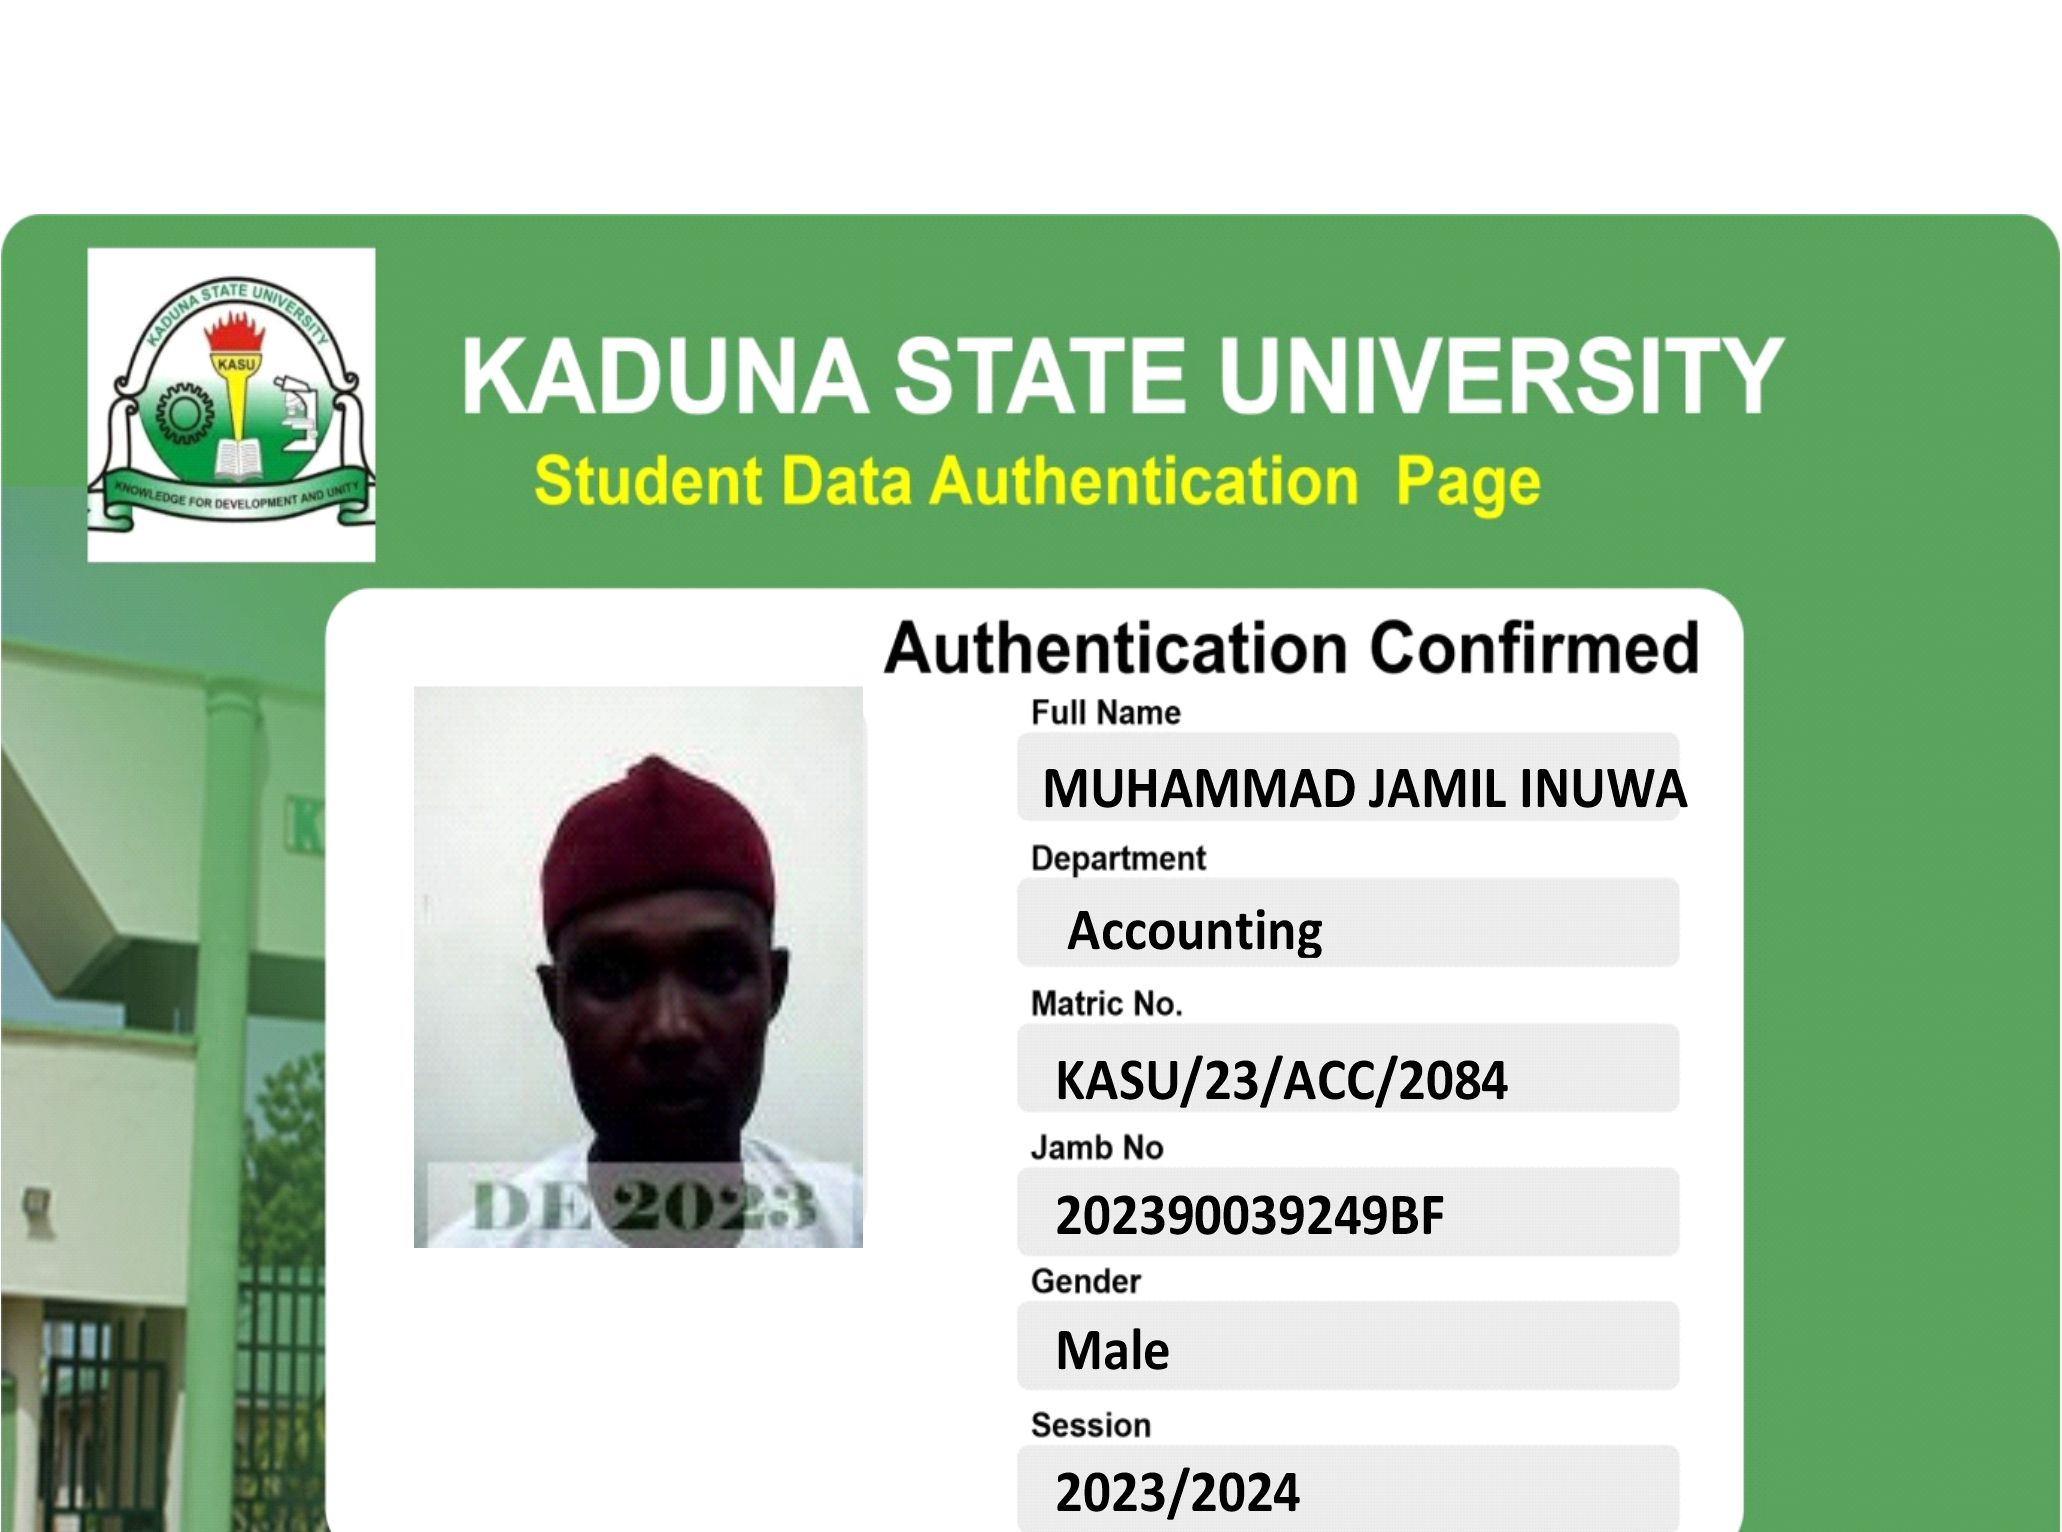 KADUNA STATE UNIVERSITY
KASU
KNOWLEDGE FOR DEVELOPMENT AND UNITY
KADUNA STATE UNIVERSITY
Student Data Authentication Page
Authentication Confirmed
Full Name
MUHAMMAD JAMIL INUWA
Department
Accounting
Matric No.
KASU/23/ACC/2084
Jamb No
202390039249BF
Gender
Male
Session
2023/2024
DE 2023
K